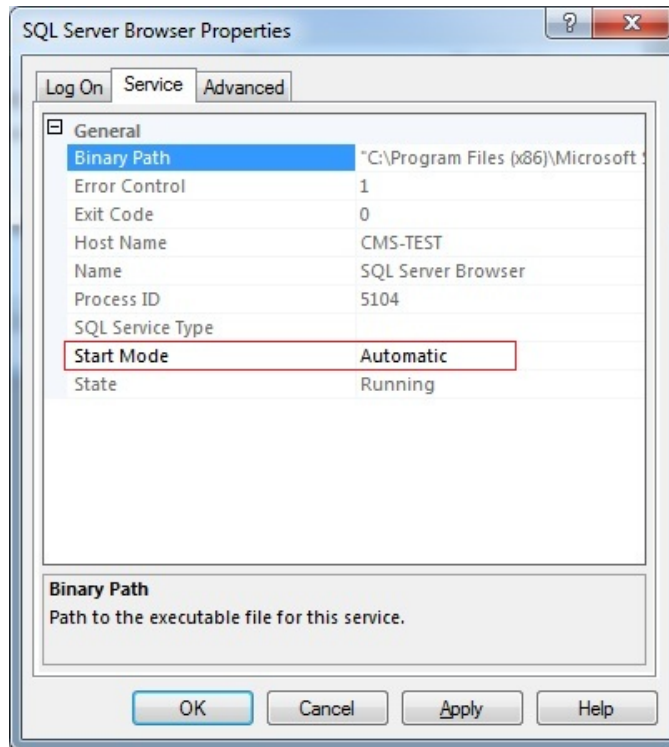 SQL Server Browser Properties
Log On Service Advanced
General
Binary Path "C:\Program Files (x86)\Microsoft
Error Control 1
Exit Code 0
Host Name CMS-TEST
Name SQL Server Browser
Process ID 5104
SQL Service Type
Start Mode Automatic
State Running
Binary Path
Path to the executable file for this service.
OK Cancel Apply Help